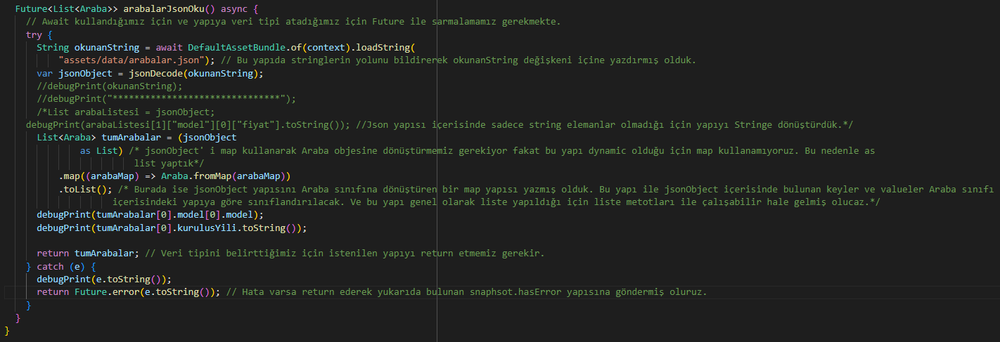 Future<List<Araba>> arabalarJsonOku() async {
// Await kullandığımız için ve yapıya veri tipi atadığımız için Future ile sarmalamamız gerekmekte.
try {
String okunanString = await DefaultAssetBundle.of(context).loadString(
"assets/data/arabalar.json"); // Bu yapıda stringlerin yolunu bildirerek okunanString değişkeni içine yazdırmış olduk.
var jsonObject = jsonDecode(okunanString);
//debugPrint(okunanString);
//debugPrint("*******************************");
/*List arabaListesi = jsonObject;
debugPrint(arabaListesi[1]["model"][0]["fiyat"].toString()); //Json yapısı içerisinde sadece string elemanlar olmadığı için yapıyı Stringe dönüştürdük.*/
List<Araba> tumArabalar = (jsonObject
as List) /* jsonObject' i map kullanarak Araba objesine dönüştürmemiz gerekiyor fakat bu yapı dynamic olduğu için map kullanamıyoruz. Bu nedenle as
list yaptık*/
.map((arabaMap) => Araba.fromMap(arabaMap))
.toList(); /* Burada ise jsonObject yapısını Araba sınıfına dönüştüren bir map yapısı yazmış olduk. Bu yapı ile jsonObject içerisinde bulunan keyler ve valueler Araba sınıfı
içerisindeki yapıya göre sınıflandırılacak. Ve bu yapı genel olarak liste yapıldığı için liste metotları ile çalışabilir hale gelmiş olucaz.*/
debugPrint(tumArabalar[0].model[0].model);
debugPrint(tumArabalar[0].kurulusYili.toString());
return tumArabalar; // Veri tipini belirttiğimiz için istenilen yapıyı return etmemiz gerekir.
} catch (e) {
debugPrint(e.toString());
return Future.error(e.toString()); // Hata varsa return ederek yukarıda bulunan snaphsot.hasError yapısına göndermiş oluruz.
}
}
}